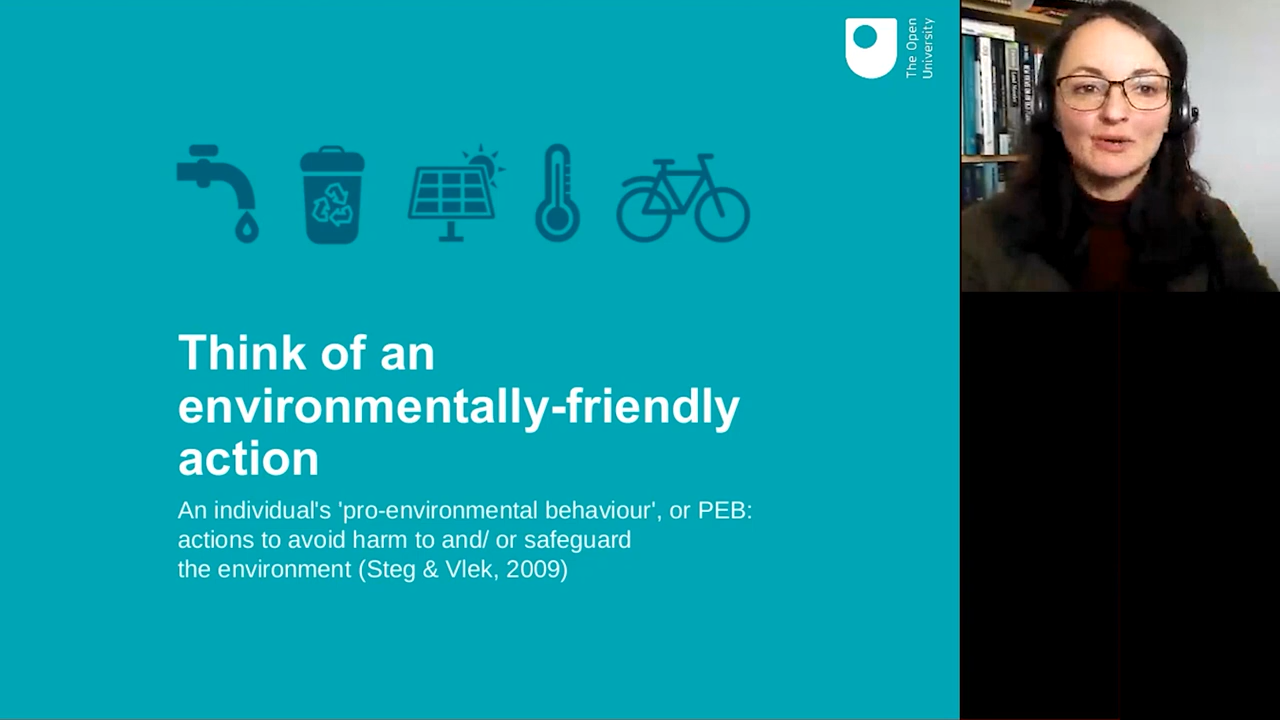 The Open
University
Think of an
environmentally-friendly
action
An individual's 'pro-environmental behaviour', or PEB:
actions to avoid harm to and/ or safeguard
the environment (Steg & Vlek, 2009)